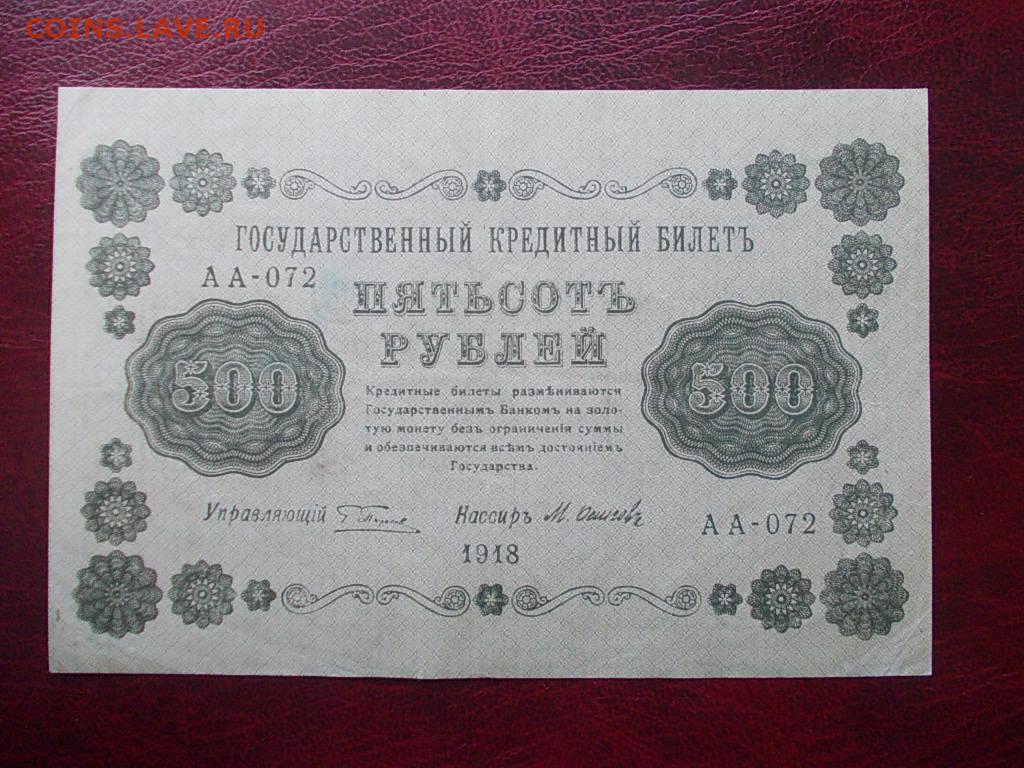 COINS.LAVE.RU
ГОСУДАРСТВЕННЫЙ КРЕДИТНЫЙ БИЛЕТЪ
АА-072
ПЯТЬСОТЪ
РУБЛЕЙ
500
500
Кредитные билеты размѣниваются
Государственнымъ Банкомъ на золо-
тую монету безъ ограниченія суммы
и обезпечиваются всѣмъ достояніемъ
Государства.
Управляющій
Кассиръ М. Осиповъ
АА-072
1918